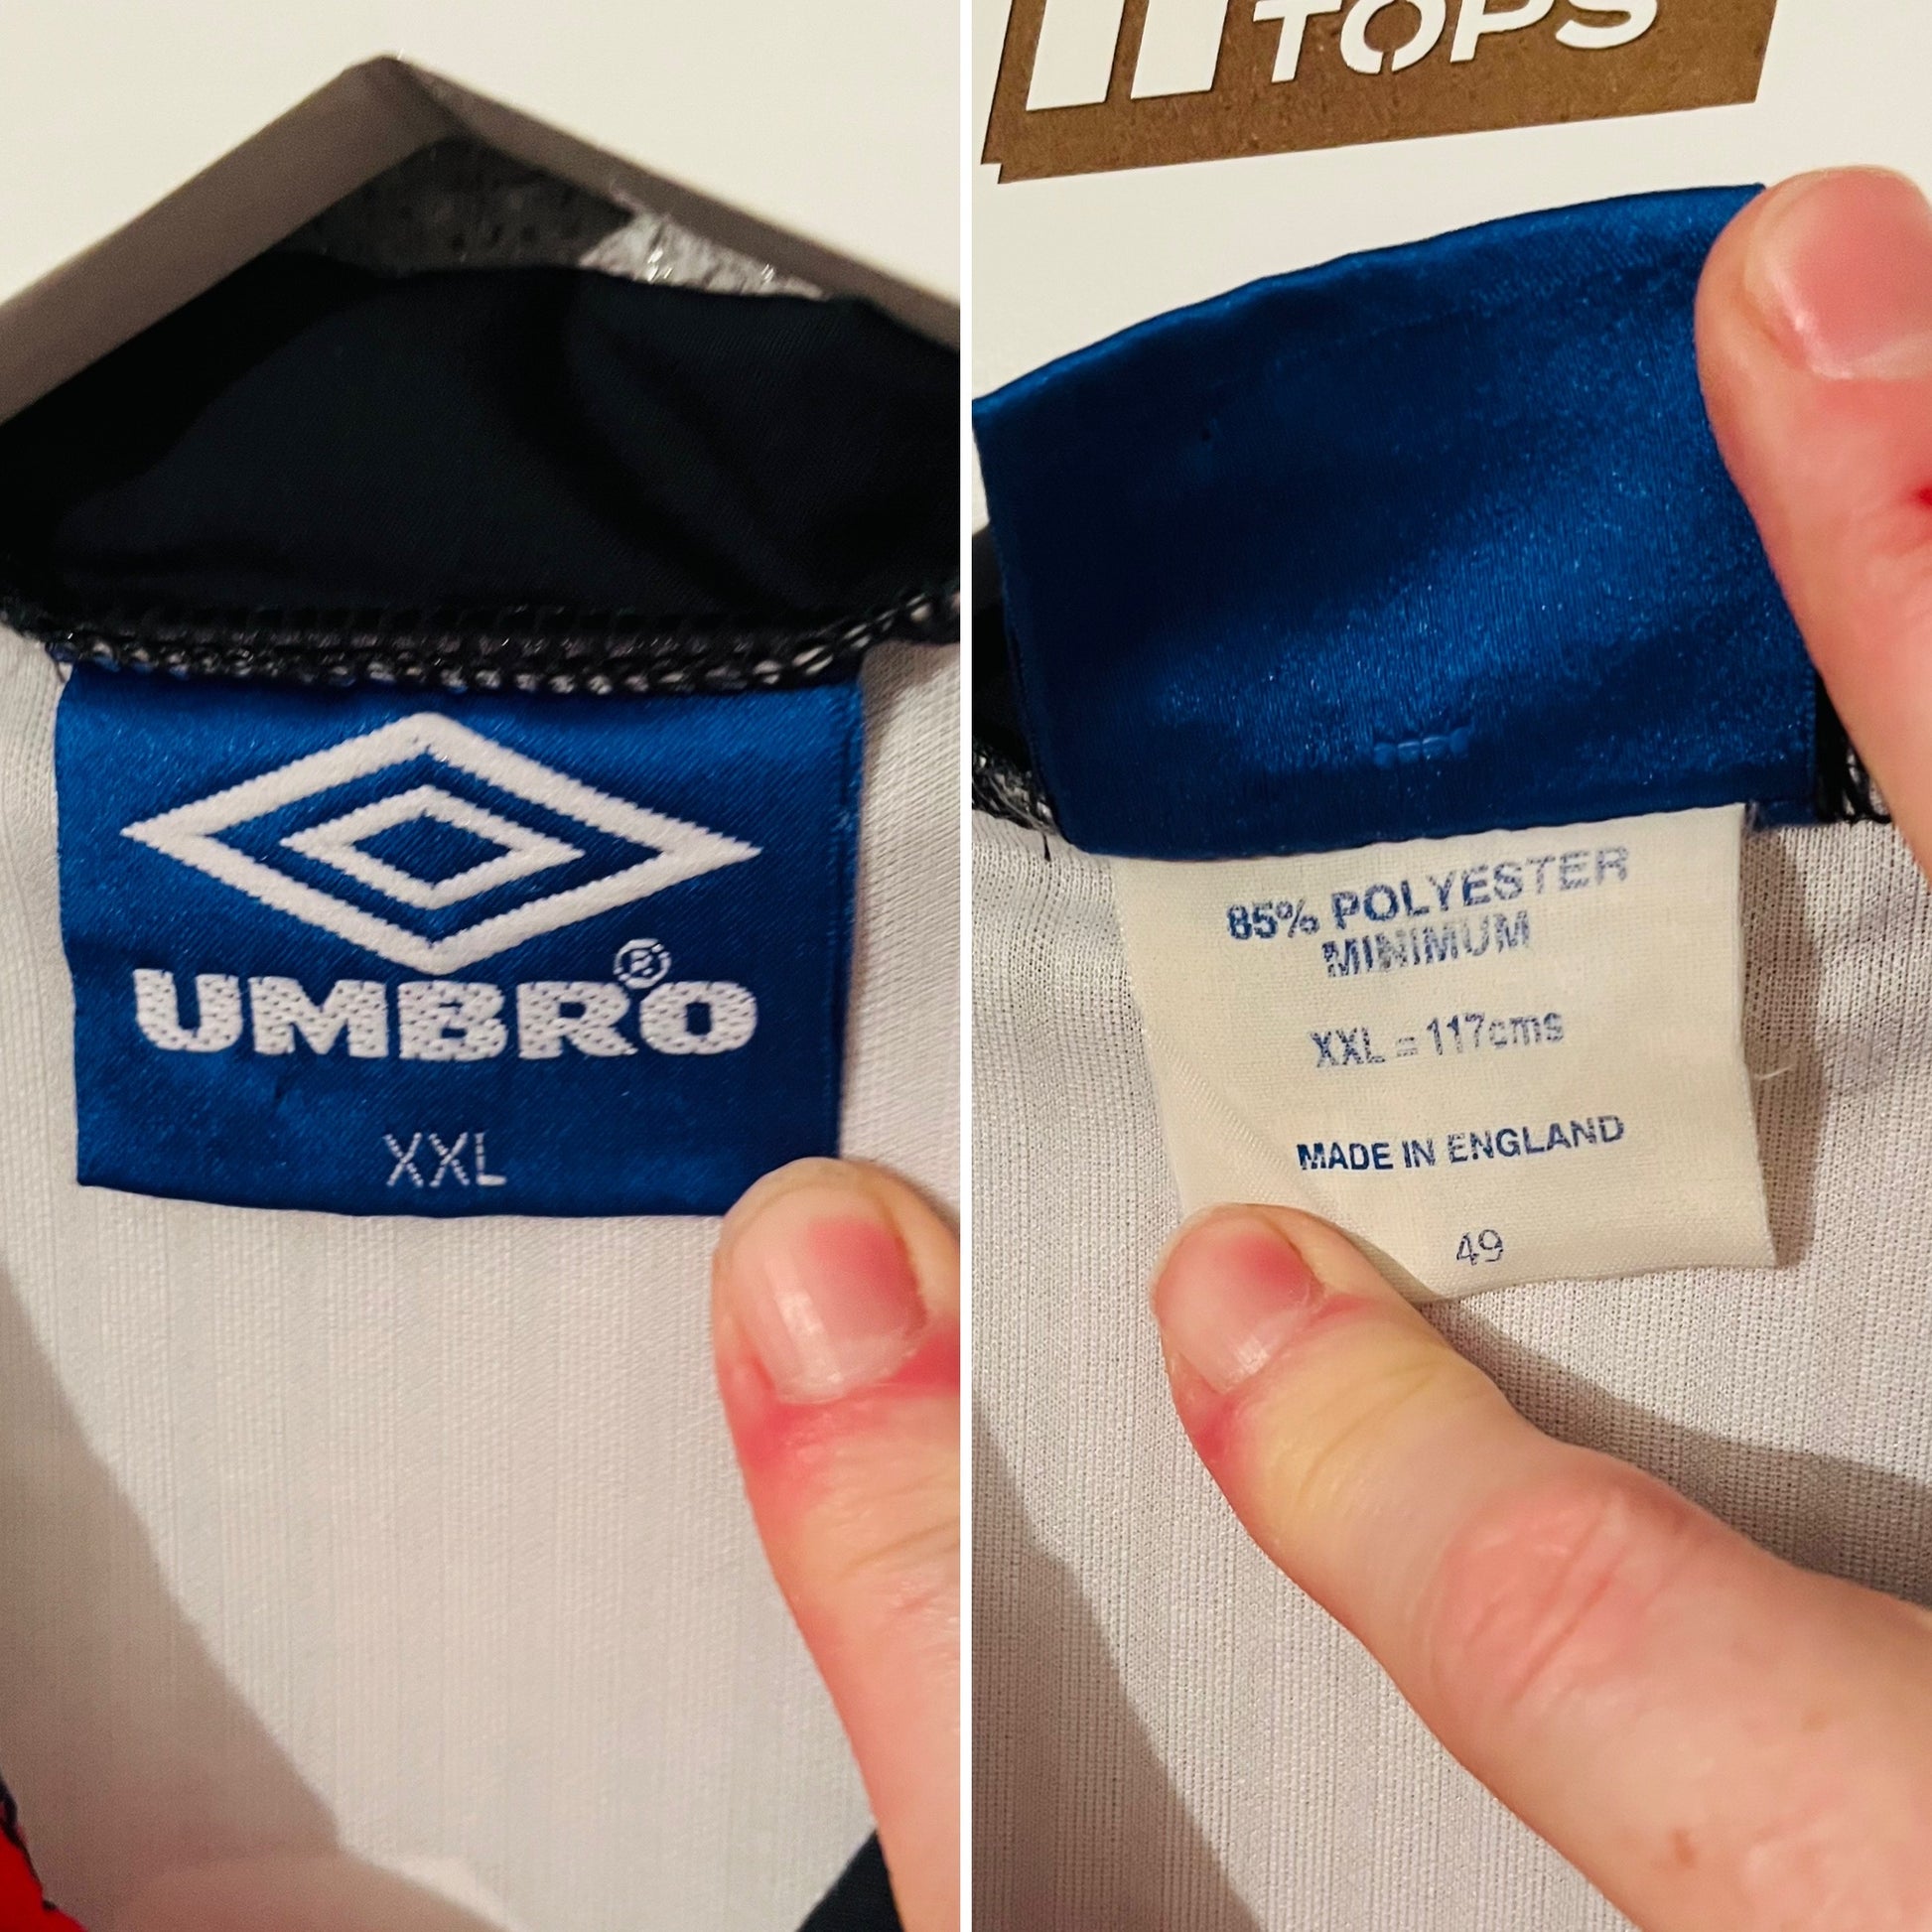 UMBRO®
XXL
TOPS
85% POLYESTER
MINIMUM
XXL = 117cms
MADE IN ENGLAND
49